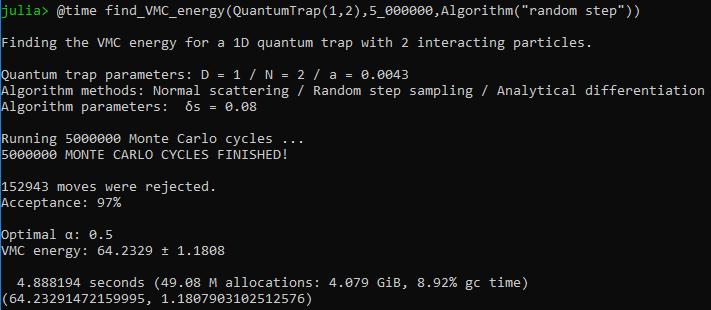 julia> @time find_VMC_energy(QuantumTrap(1,2),5_000000,Algorithm("random step"))
Finding the VMC energy for a 1D quantum trap with 2 interacting particles.
Quantum trap parameters: D = 1 / N = 2 / a = 0.0043
Algorithm methods: Normal scattering / Random step sampling / Analytical differentiation
Algorithm parameters:  δs = 0.08
Running 5000000 Monte Carlo cycles ...
5000000 MONTE CARLO CYCLES FINISHED!
152943 moves were rejected.
Acceptance: 97%
Optimal α: 0.5
VMC energy: 64.2329 ± 1.1808
4.888194 seconds (49.08 M allocations: 4.079 GiB, 8.92% gc time)
(64.23291472159995, 1.1807903102512576)